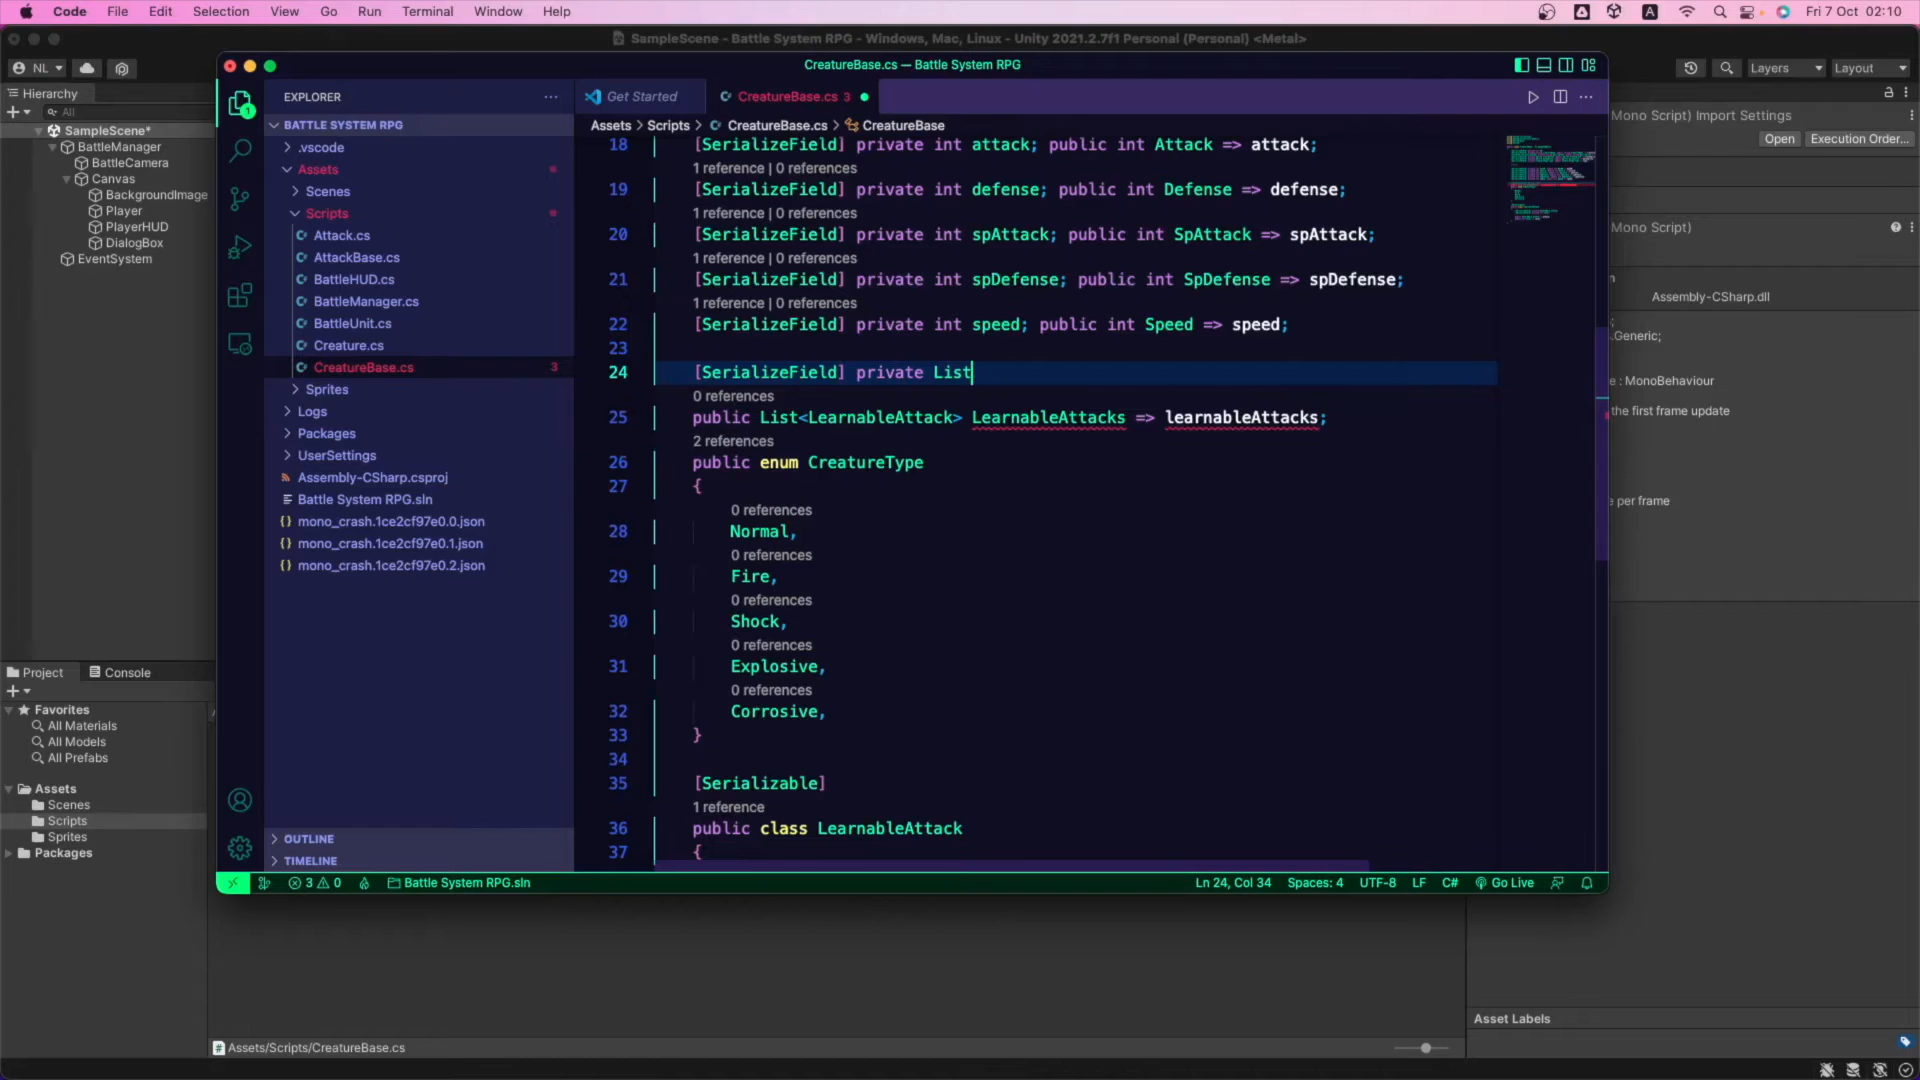 Code File Edit Selection View Go Run Terminal Window Help
A
Fri 7 Oct 02:10
SampleScene - Battle System RPG - Windows, Mac, Linux - Unity 2021.2.7f1 Personal (Personal) <Metal>
NL
Layers
Layout
Hierarchy
All
SampleScene*
BattleManager
BattleCamera
Canvas
BackgroundImage
Player
PlayerHUD
DialogBox
EventSystem
Project
Console
Favorites
All Materials
All Models
All Prefabs
Assets
Scenes
Scripts
Sprites
Packages
CreatureBase.cs — Battle System RPG
EXPLORER
BATTLE SYSTEM RPG
.vscode
Assets
Scenes
Scripts
Attack.cs
AttackBase.cs
BattleHUD.cs
BattleManager.cs
BattleUnit.cs
Creature.cs
CreatureBase.cs 3
Sprites
Logs
Packages
UserSettings
Assembly-CSharp.csproj
Battle System RPG.sln
mono_crash.1ce2cf97e0.0.json
mono_crash.1ce2cf97e0.1.json
mono_crash.1ce2cf97e0.2.json
OUTLINE
TIMELINE
Get Started
CreatureBase.cs 3
Assets > Scripts > CreatureBase.cs > CreatureBase
18 [SerializeField] private int attack; public int Attack => attack;
1 reference | 0 references
19 [SerializeField] private int defense; public int Defense => defense;
1 reference | 0 references
20 [SerializeField] private int spAttack; public int SpAttack => spAttack;
1 reference | 0 references
21 [SerializeField] private int spDefense; public int SpDefense => spDefense;
1 reference | 0 references
22 [SerializeField] private int speed; public int Speed => speed;
23
24 [SerializeField] private List
0 references
25 public List<LearnableAttack> LearnableAttacks => learnableAttacks;
2 references
26 public enum CreatureType
27 {
0 references
28 Normal,
0 references
29 Fire,
0 references
30 Shock,
0 references
31 Explosive,
0 references
32 Corrosive,
33 }
34
35 [Serializable]
1 reference
36 public class LearnableAttack
37 {
3 0
Battle System RPG.sln
Ln 24, Col 34
Spaces: 4
UTF-8
LF
C#
Go Live
Mono Script) Import Settings
Open
Execution Order...
Mono Script)
Assembly-CSharp.dll
.Generic;
: MonoBehaviour
the first frame update
per frame
Asset Labels
Assets/Scripts/CreatureBase.cs